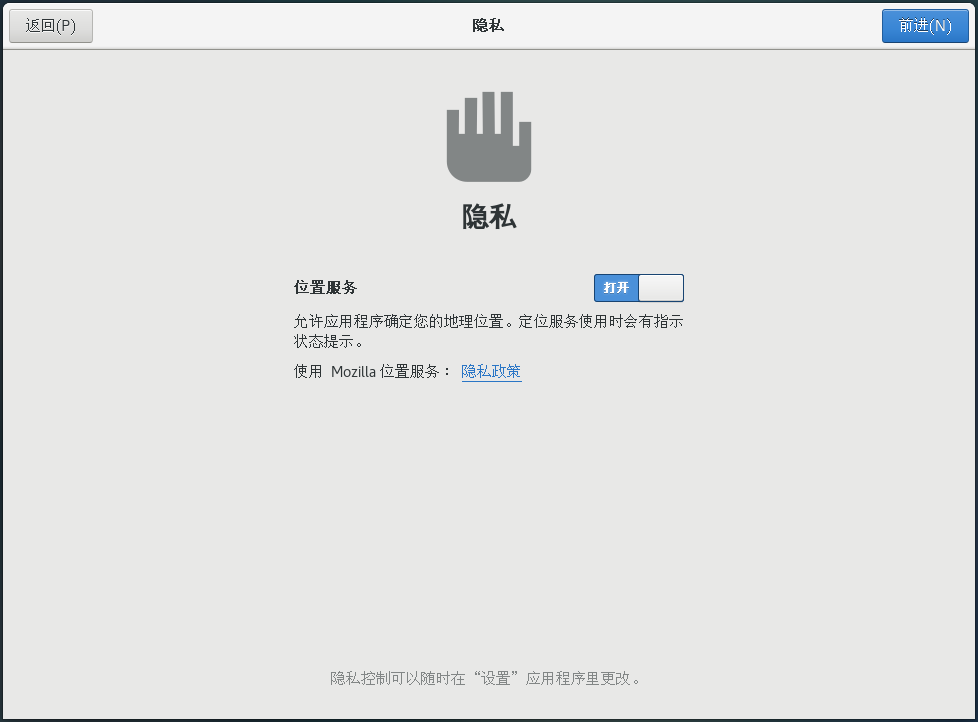 返回(P)
隐私
前进(N)
隐私
位置服务
打开
允许应用程序确定您的地理位置。定位服务使用时会有指示
状态提示。
使用 Mozilla 位置服务： 隐私政策
隐私控制可以随时在“设置”应用程序里更改。